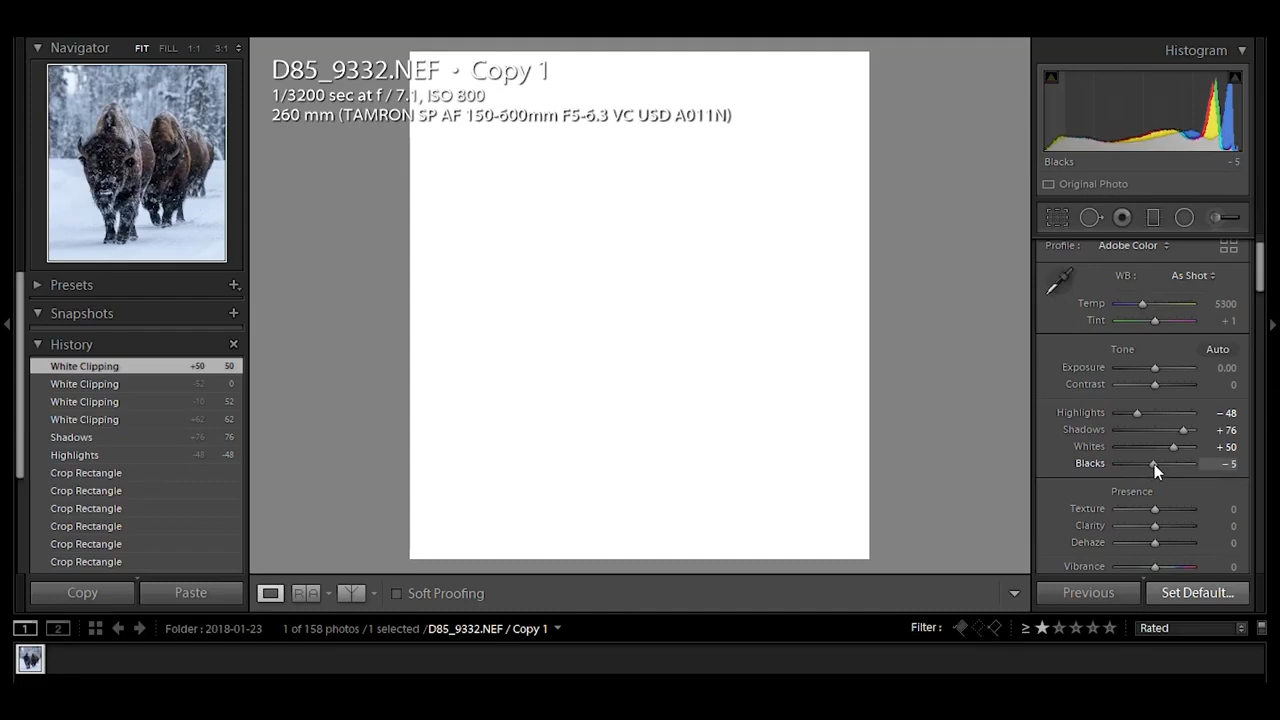 Navigator FIT FILL 1:1 3:1
D85_9332.NEF • Copy 1
1/3200 sec at f / 7.1, ISO 800
260 mm (TAMRON SP AF 150-600mm F5-6.3 VC USD A011N)
Histogram
Blacks -5
Original Photo
Profile : Adobe Color
WB : As Shot
Temp 5300
Tint +1
Tone Auto
Exposure 0.00
Contrast 0
Highlights -48
Shadows +76
Whites +50
Blacks -5
Presence
Texture 0
Clarity 0
Dehaze 0
Vibrance 0
Presets
Snapshots
History
White Clipping +50 50
White Clipping -52 0
White Clipping -10 52
White Clipping +62 62
Shadows +76 76
Highlights -48 -48
Crop Rectangle
Crop Rectangle
Crop Rectangle
Crop Rectangle
Crop Rectangle
Crop Rectangle
Copy Paste
R A Y Soft Proofing
Previous Set Default...
1 2 Folder : 2018-01-23 1 of 158 photos / 1 selected / D85_9332.NEF / Copy 1 Filter : ≥ ★ ★ ★ ★ ★ Rated